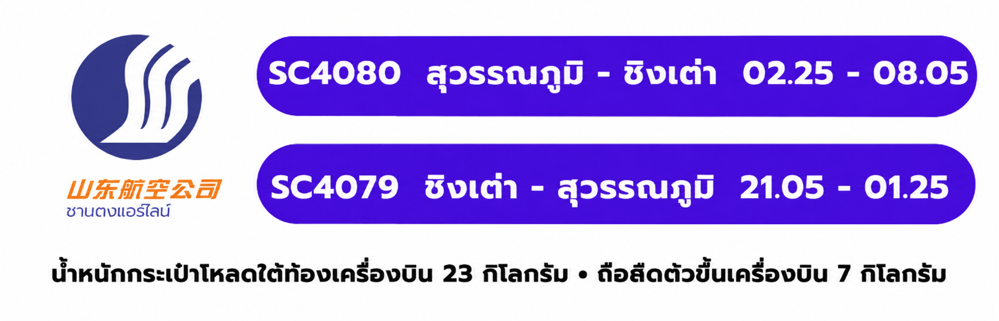 SC4080 สุวรรณภูมิ - ชิงเต่า 02.25 - 08.05
SC4079 ชิงเต่า - สุวรรณภูมิ 21.05 - 01.25
山东航空公司
ชานตงแอร์ไลน์
น้ำหนักกระเป๋าโหลดใต้ท้องเครื่องบิน 23 กิโลกรัม • ถือสืดตัวขึ้นเครื่องบิน 7 กิโลกรัม